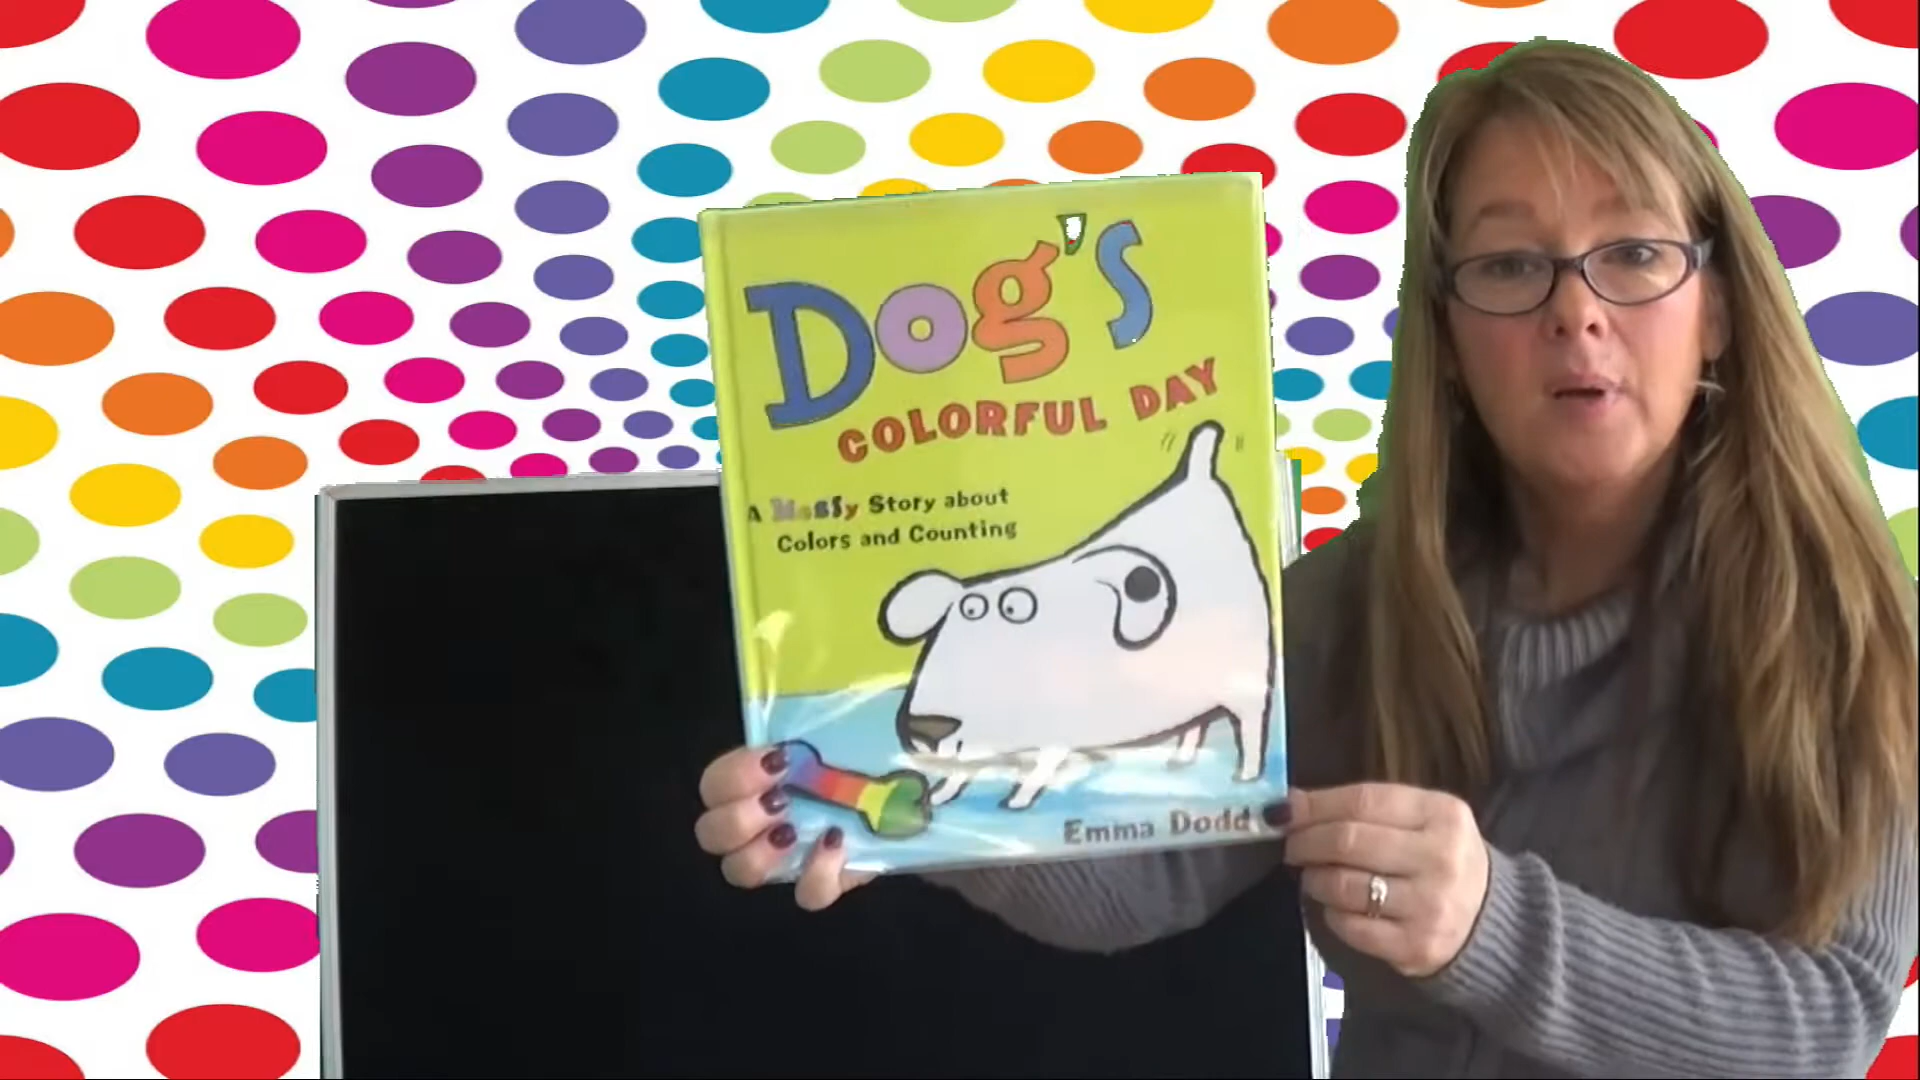 Dog's
COLORFUL DAY
A Messy Story about
Colors and Counting
Emma Dodd